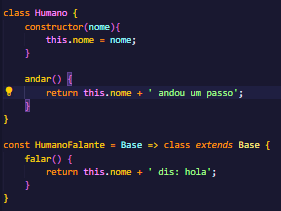 class Humano {
constructor(nome){
this.nome = nome;
}
andar() {
return this.nome + ' andou um passo';
}
}
const HumanoFalante = Base => class extends Base {
falar() {
return this.nome + ' dis: hola';
}
}